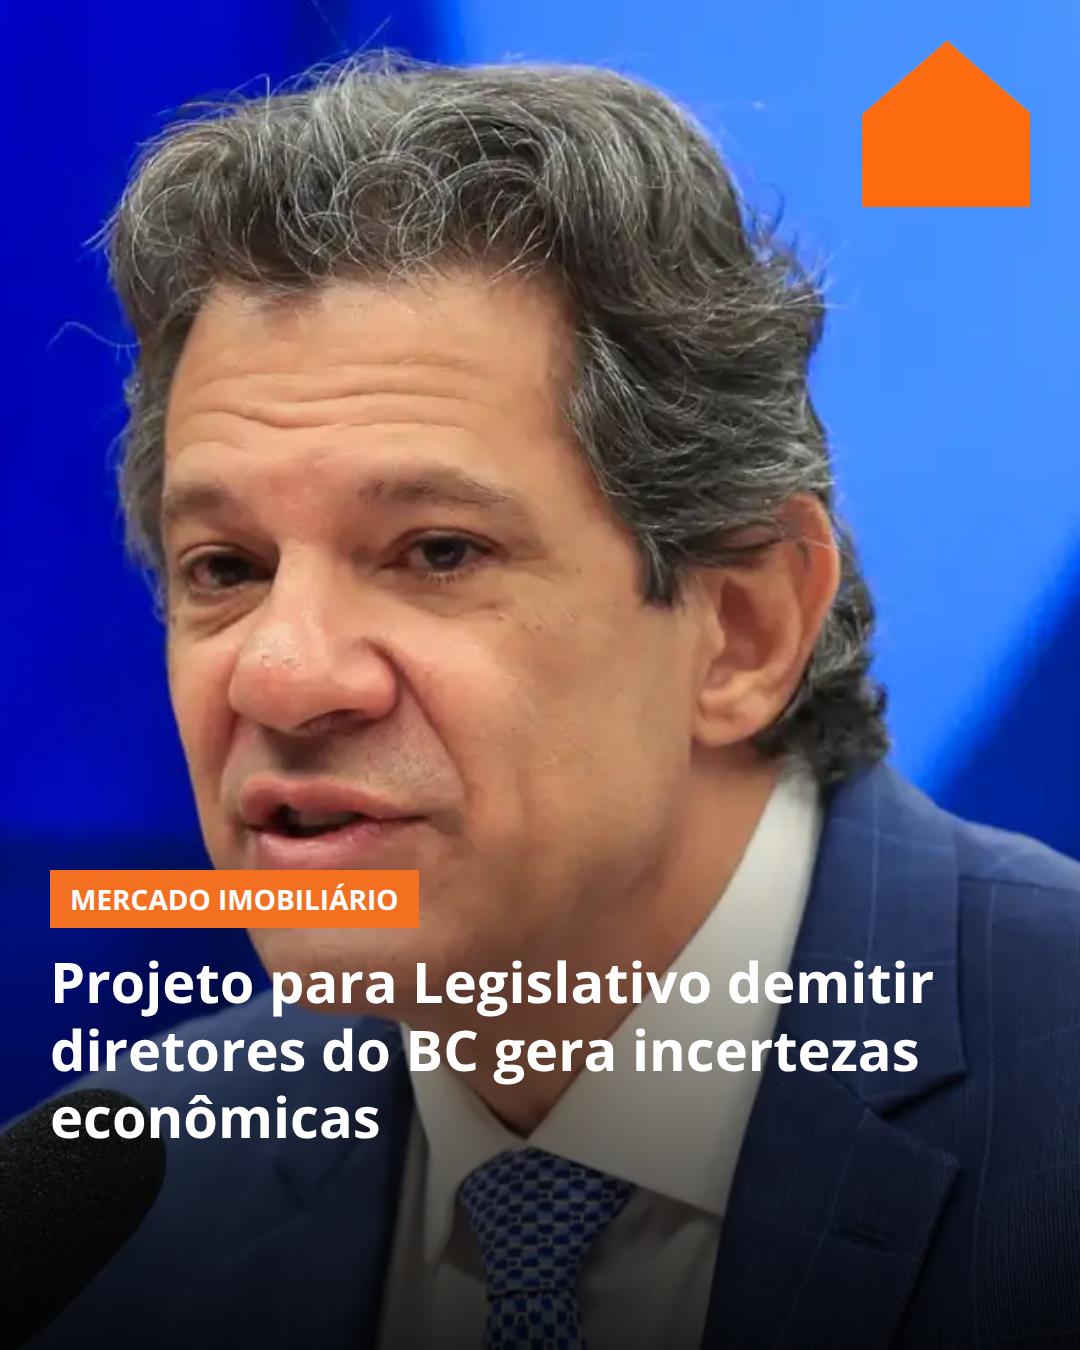 MERCADO IMOBILIÁRIO
Projeto para Legislativo demitir
diretores do BC gera incertezas
econômicas